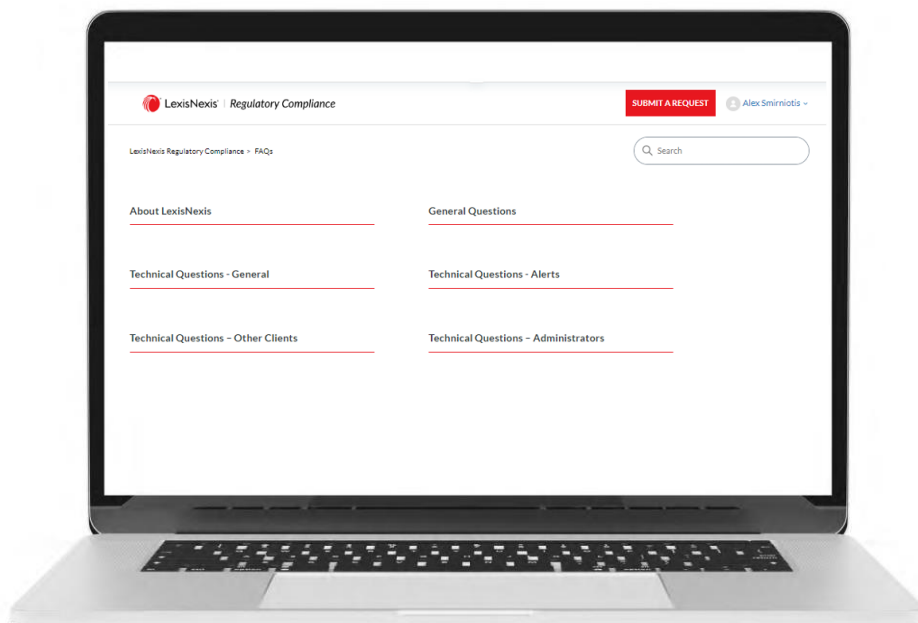 LexisNexis® | Regulatory Compliance
SUBMIT A REQUEST
Alex Smirniotis
LexisNexis Regulatory Compliance > FAQs
Search
About LexisNexis
General Questions
Technical Questions - General
Technical Questions - Alerts
Technical Questions – Other Clients
Technical Questions – Administrators